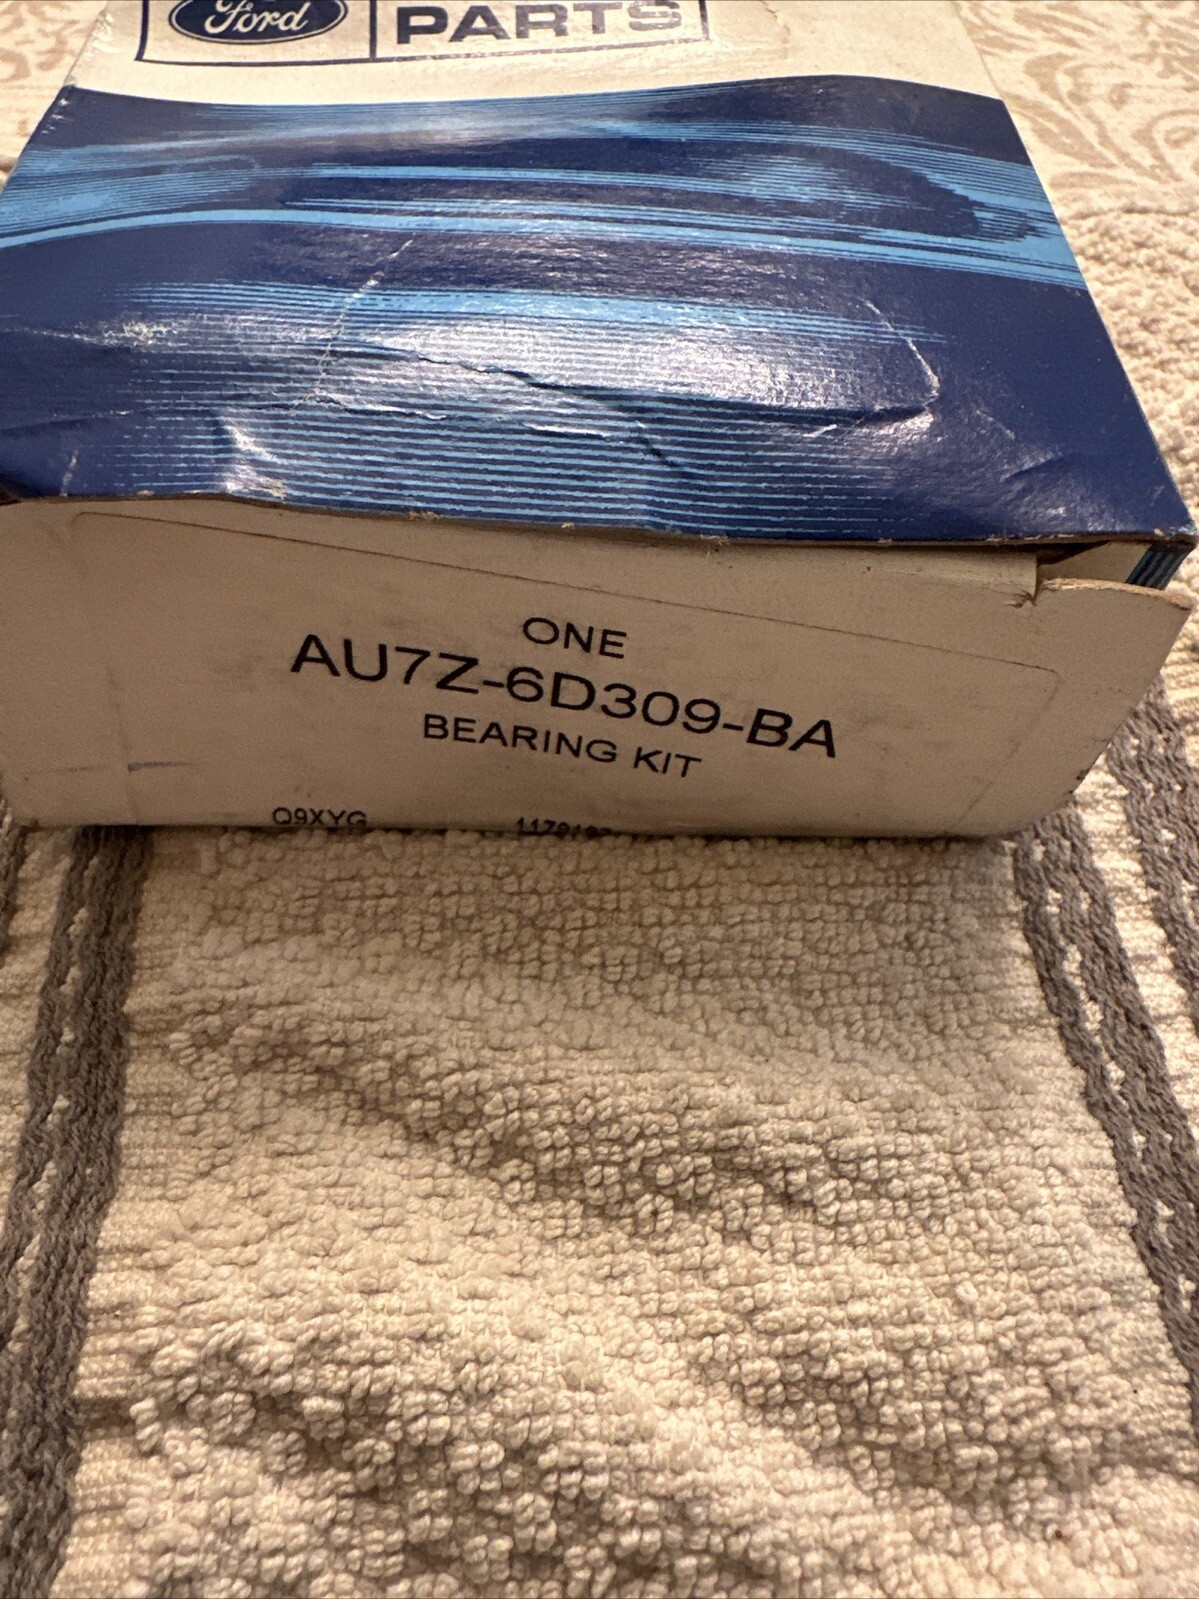 Ford PARTS
ONE
AU7Z-6D309-BA
BEARING KIT
Q9XYG